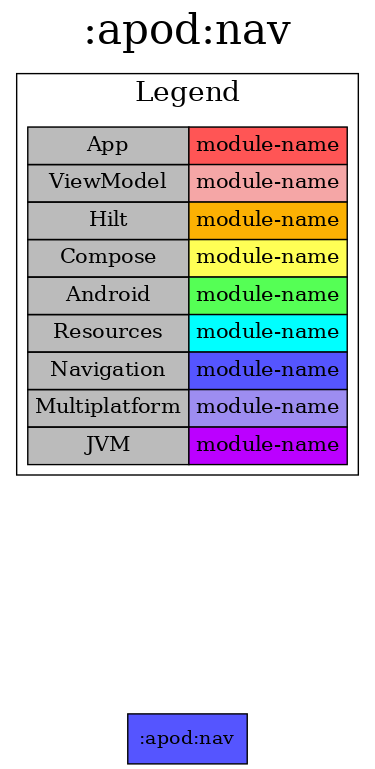 :apod:nav
Legend
App module-name
ViewModel module-name
Hilt module-name
Compose module-name
Android module-name
Resources module-name
Navigation module-name
Multiplatform module-name
JVM module-name
:apod:nav